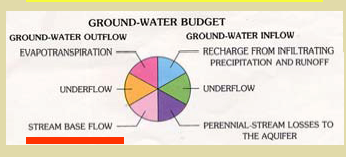 GROUND-WATER BUDGET
GROUND-WATER OUTFLOW
GROUND-WATER INFLOW
EVAPOTRANSPIRATION
RECHARGE FROM INFILTRATING
PRECIPITATION AND RUNOFF
UNDERFLOW
UNDERFLOW
STREAM BASE FLOW
PERENNIAL-STREAM LOSSES TO
THE AQUIFER